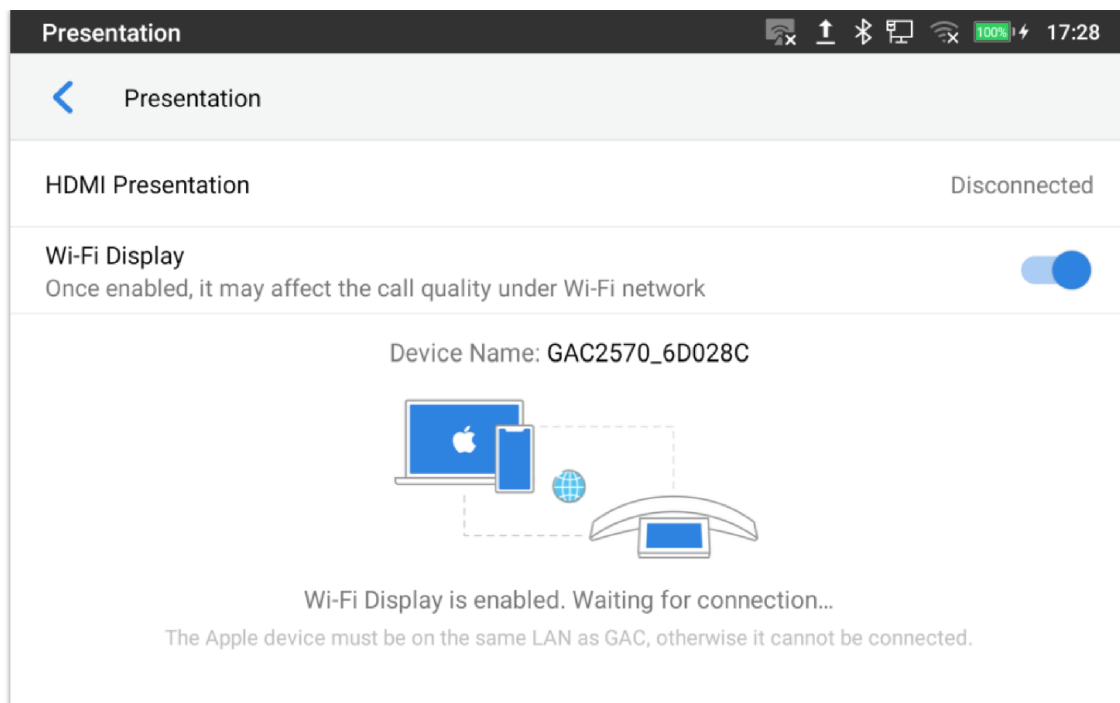 Presentation
100% 17:28
Presentation
HDMI Presentation
Disconnected
Wi-Fi Display
Once enabled, it may affect the call quality under Wi-Fi network
Device Name: GAC2570_6D028C
Wi-Fi Display is enabled. Waiting for connection...
The Apple device must be on the same LAN as GAC, otherwise it cannot be connected.